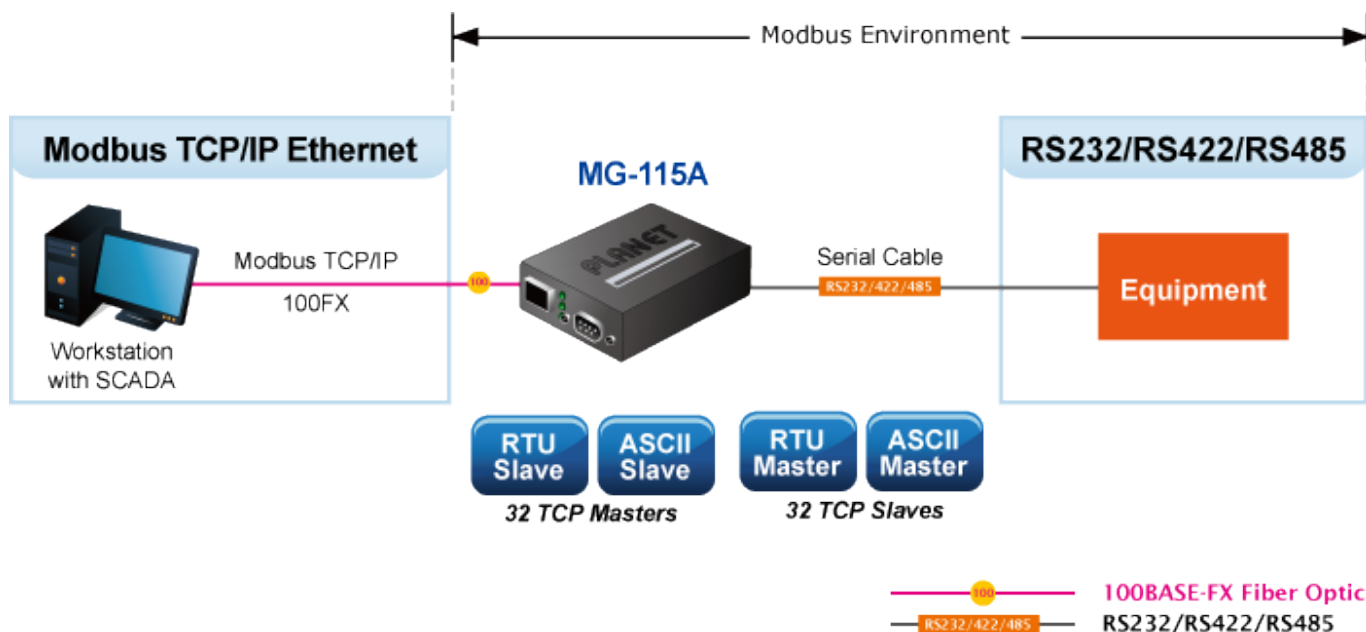 Modbus Environment
Modbus TCP/IP Ethernet
RS232/RS422/RS485
MG-115A
PLANET
Modbus TCP/IP
100
100FX
Serial Cable
RS232/422/485
Equipment
Workstation
with SCADA
RTU
Slave
ASCII
Slave
RTU
Master
ASCII
Master
32 TCP Masters
32 TCP Slaves
100
100BASE-FX Fiber Optic
RS232/422/485
RS232/RS422/RS485